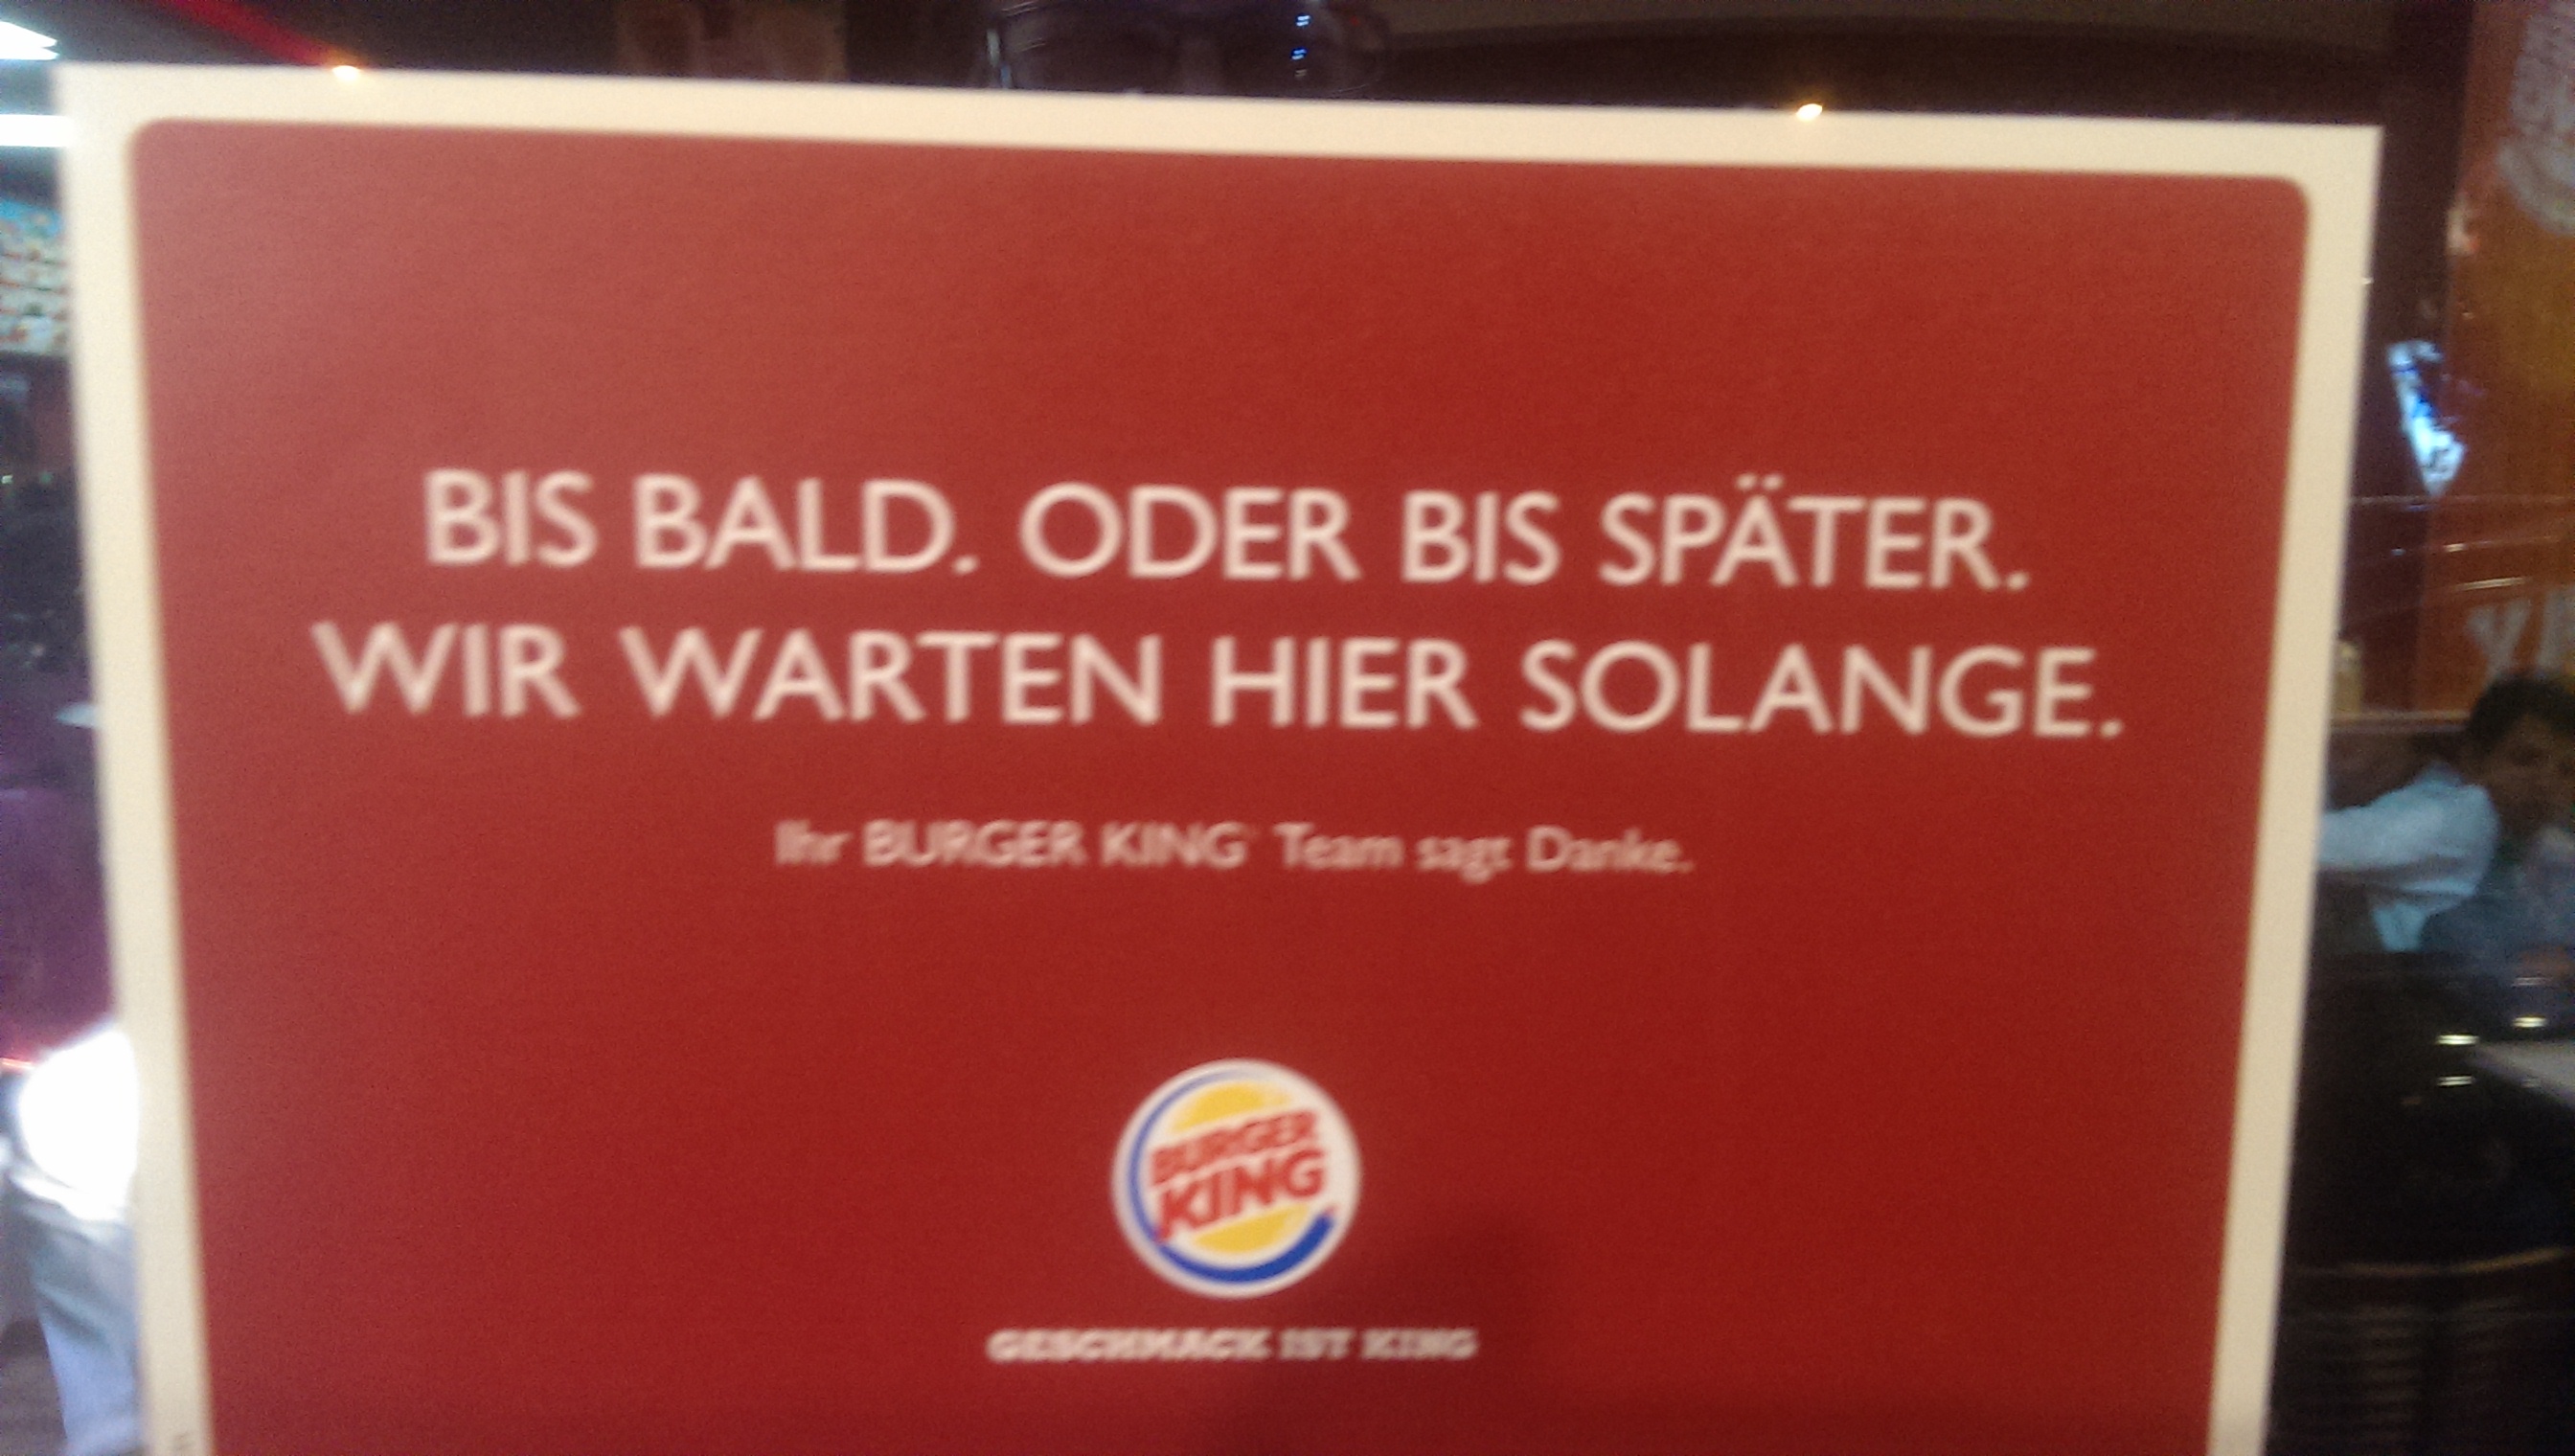 BIS BALD. ODER BIS SPÄTER.
WIR WARTEN HIER SOLANGE.
Ihr BURGER KING® Team sagt Danke.
BURGER
KING
GESCHMACK IST KING